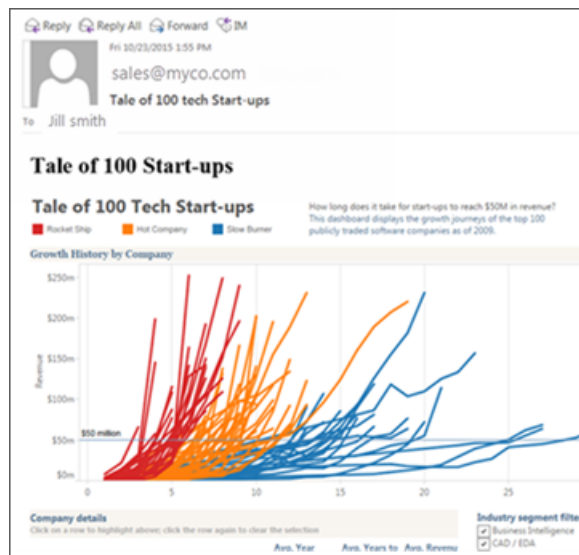 Reply Reply All Forward IM
Fri 10/23/2015 1:55 PM
sales@myco.com
Tale of 100 tech Start-ups
To Jill smith
Tale of 100 Start-ups
Tale of 100 Tech Start-ups
How long does it take for start-ups to reach $50M in revenue?
This dashboard displays the growth journeys of the top 100
publicly traded software companies as of 2009.
Rocket Ship Hot Company Slow Burner
Growth History by Company
$250m
$200m
$150m
$100m
$50 million
$50m
$0m
Revenue
0 5 10 15 20 25
Company details
Click on a row to highlight above; click the row again to clear the selection
Industry segment filte
Business Intelligence
CAD / EDA
Avg. Year Avg. Years to Avg. Revenu